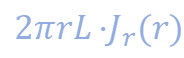 2πrL · J_r(r)